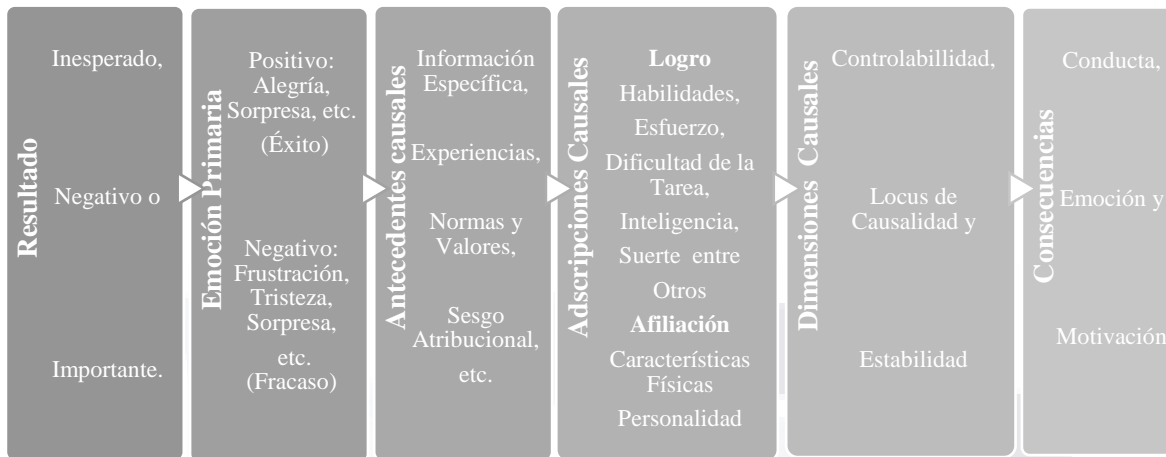 Resultado
Inesperado,
Negativo o
Importante.
Emoción Primaria
Positivo:
Alegría,
Sorpresa, etc.
(Éxito)
Negativo:
Frustración,
Tristeza,
Sorpresa,
etc.
(Fracaso)
Antecedentes causales
Información
Específica,
Experiencias,
Normas y
Valores,
Sesgo
Atribucional,
etc.
Adscripciones Causales
Logro
Habilidades,
Esfuerzo,
Dificultad de la
Tarea,
Inteligencia,
Suerte entre
Otros
Afiliación
Características
Físicas
Personalidad
Dimensiones Causales
Controlabillidad,
Locus de
Causalidad y
Estabilidad
Consecuencias
Conducta,
Emoción y
Motivación